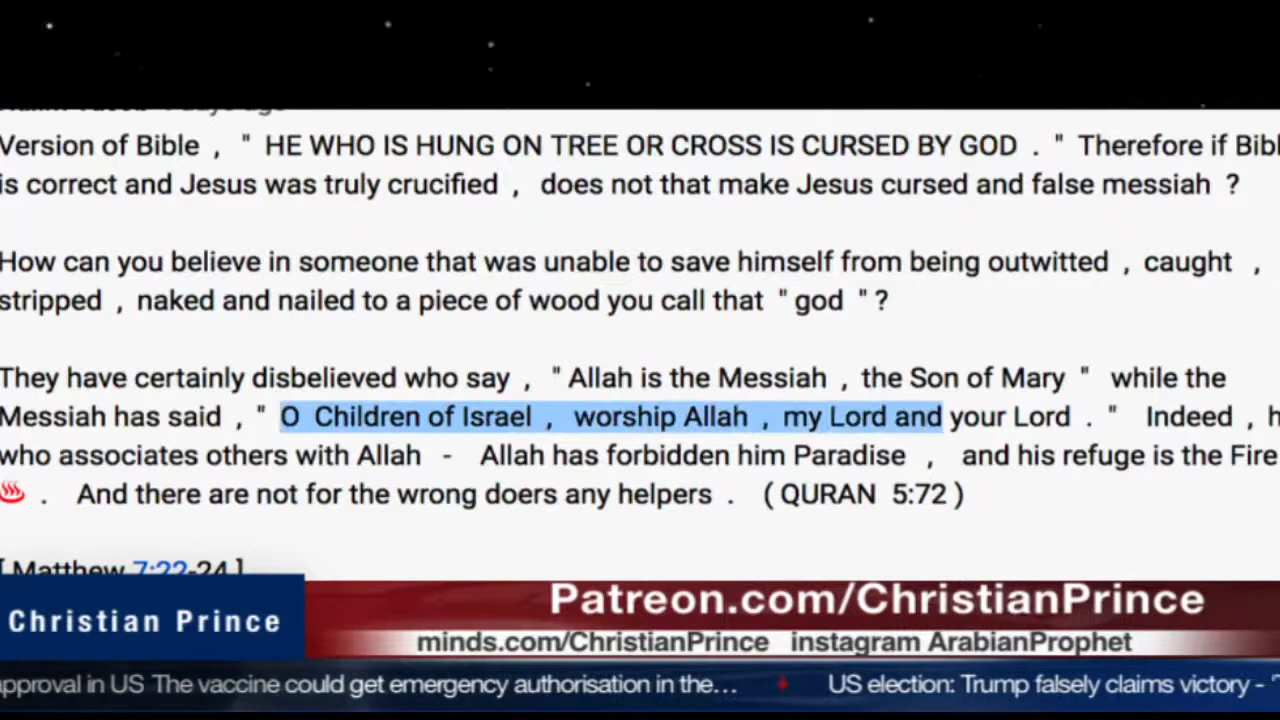 Version of Bible , " HE WHO IS HUNG ON TREE OR CROSS IS CURSED BY GOD . " Therefore if Bibl
is correct and Jesus was truly crucified , does not that make Jesus cursed and false messiah ?
How can you believe in someone that was unable to save himself from being outwitted , caught ,
stripped , naked and nailed to a piece of wood you call that " god " ?
They have certainly disbelieved who say , " Allah is the Messiah , the Son of Mary " while the
Messiah has said , " O Children of Israel , worship Allah , my Lord and your Lord . " Indeed , h
who associates others with Allah - Allah has forbidden him Paradise , and his refuge is the Fire
♨ . And there are not for the wrong doers any helpers . ( QURAN 5:72 )
[ Matthew 7:22-24 ]
Christian Prince
Patreon.com/ChristianPrince
minds.com/ChristianPrince instagram ArabianProphet
approval in US The vaccine could get emergency authorisation in the... US election: Trump falsely claims victory -